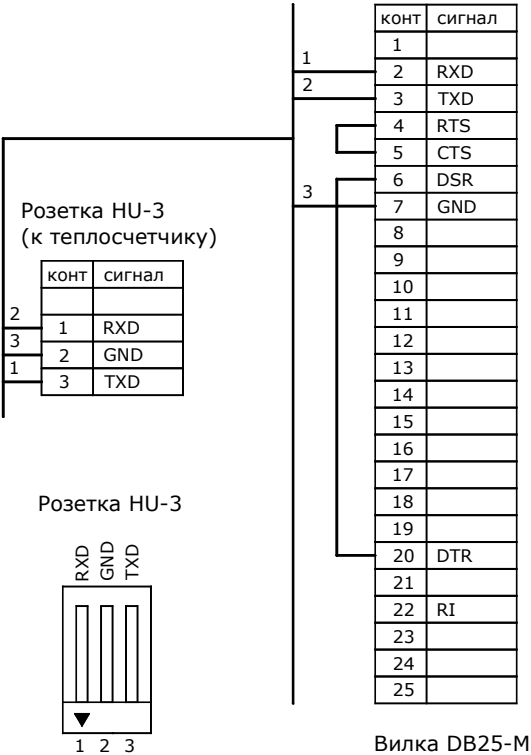 конт сигнал
1
1
2 RXD
2
3 TXD
4 RTS
5 CTS
6 DSR
3
7 GND
8
9
10
11
12
13
14
15
16
17
18
19
20 DTR
21
22 RI
23
24
25
Вилка DB25-M
Розетка HU-3
(к теплосчетчику)
конт сигнал
2
1 RXD
3
2 GND
1
3 TXD
Розетка HU-3
RXD
GND
TXD
1 2 3